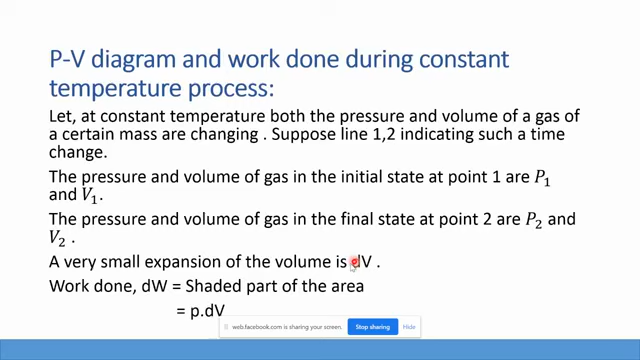 P-V diagram and work done during constant
temperature process:
Let, at constant temperature both the pressure and volume of a gas of
a certain mass are changing . Suppose line 1,2 indicating such a time
change.
The pressure and volume of gas in the initial state at point 1 are P₁
and V₁.
The pressure and volume of gas in the final state at point 2 are P₂ and
V₂ .
A very small expansion of the volume is dV .
Work done, dW = Shaded part of the area
= p.dV
web.facebook.com is sharing your screen. Stop sharing Hide